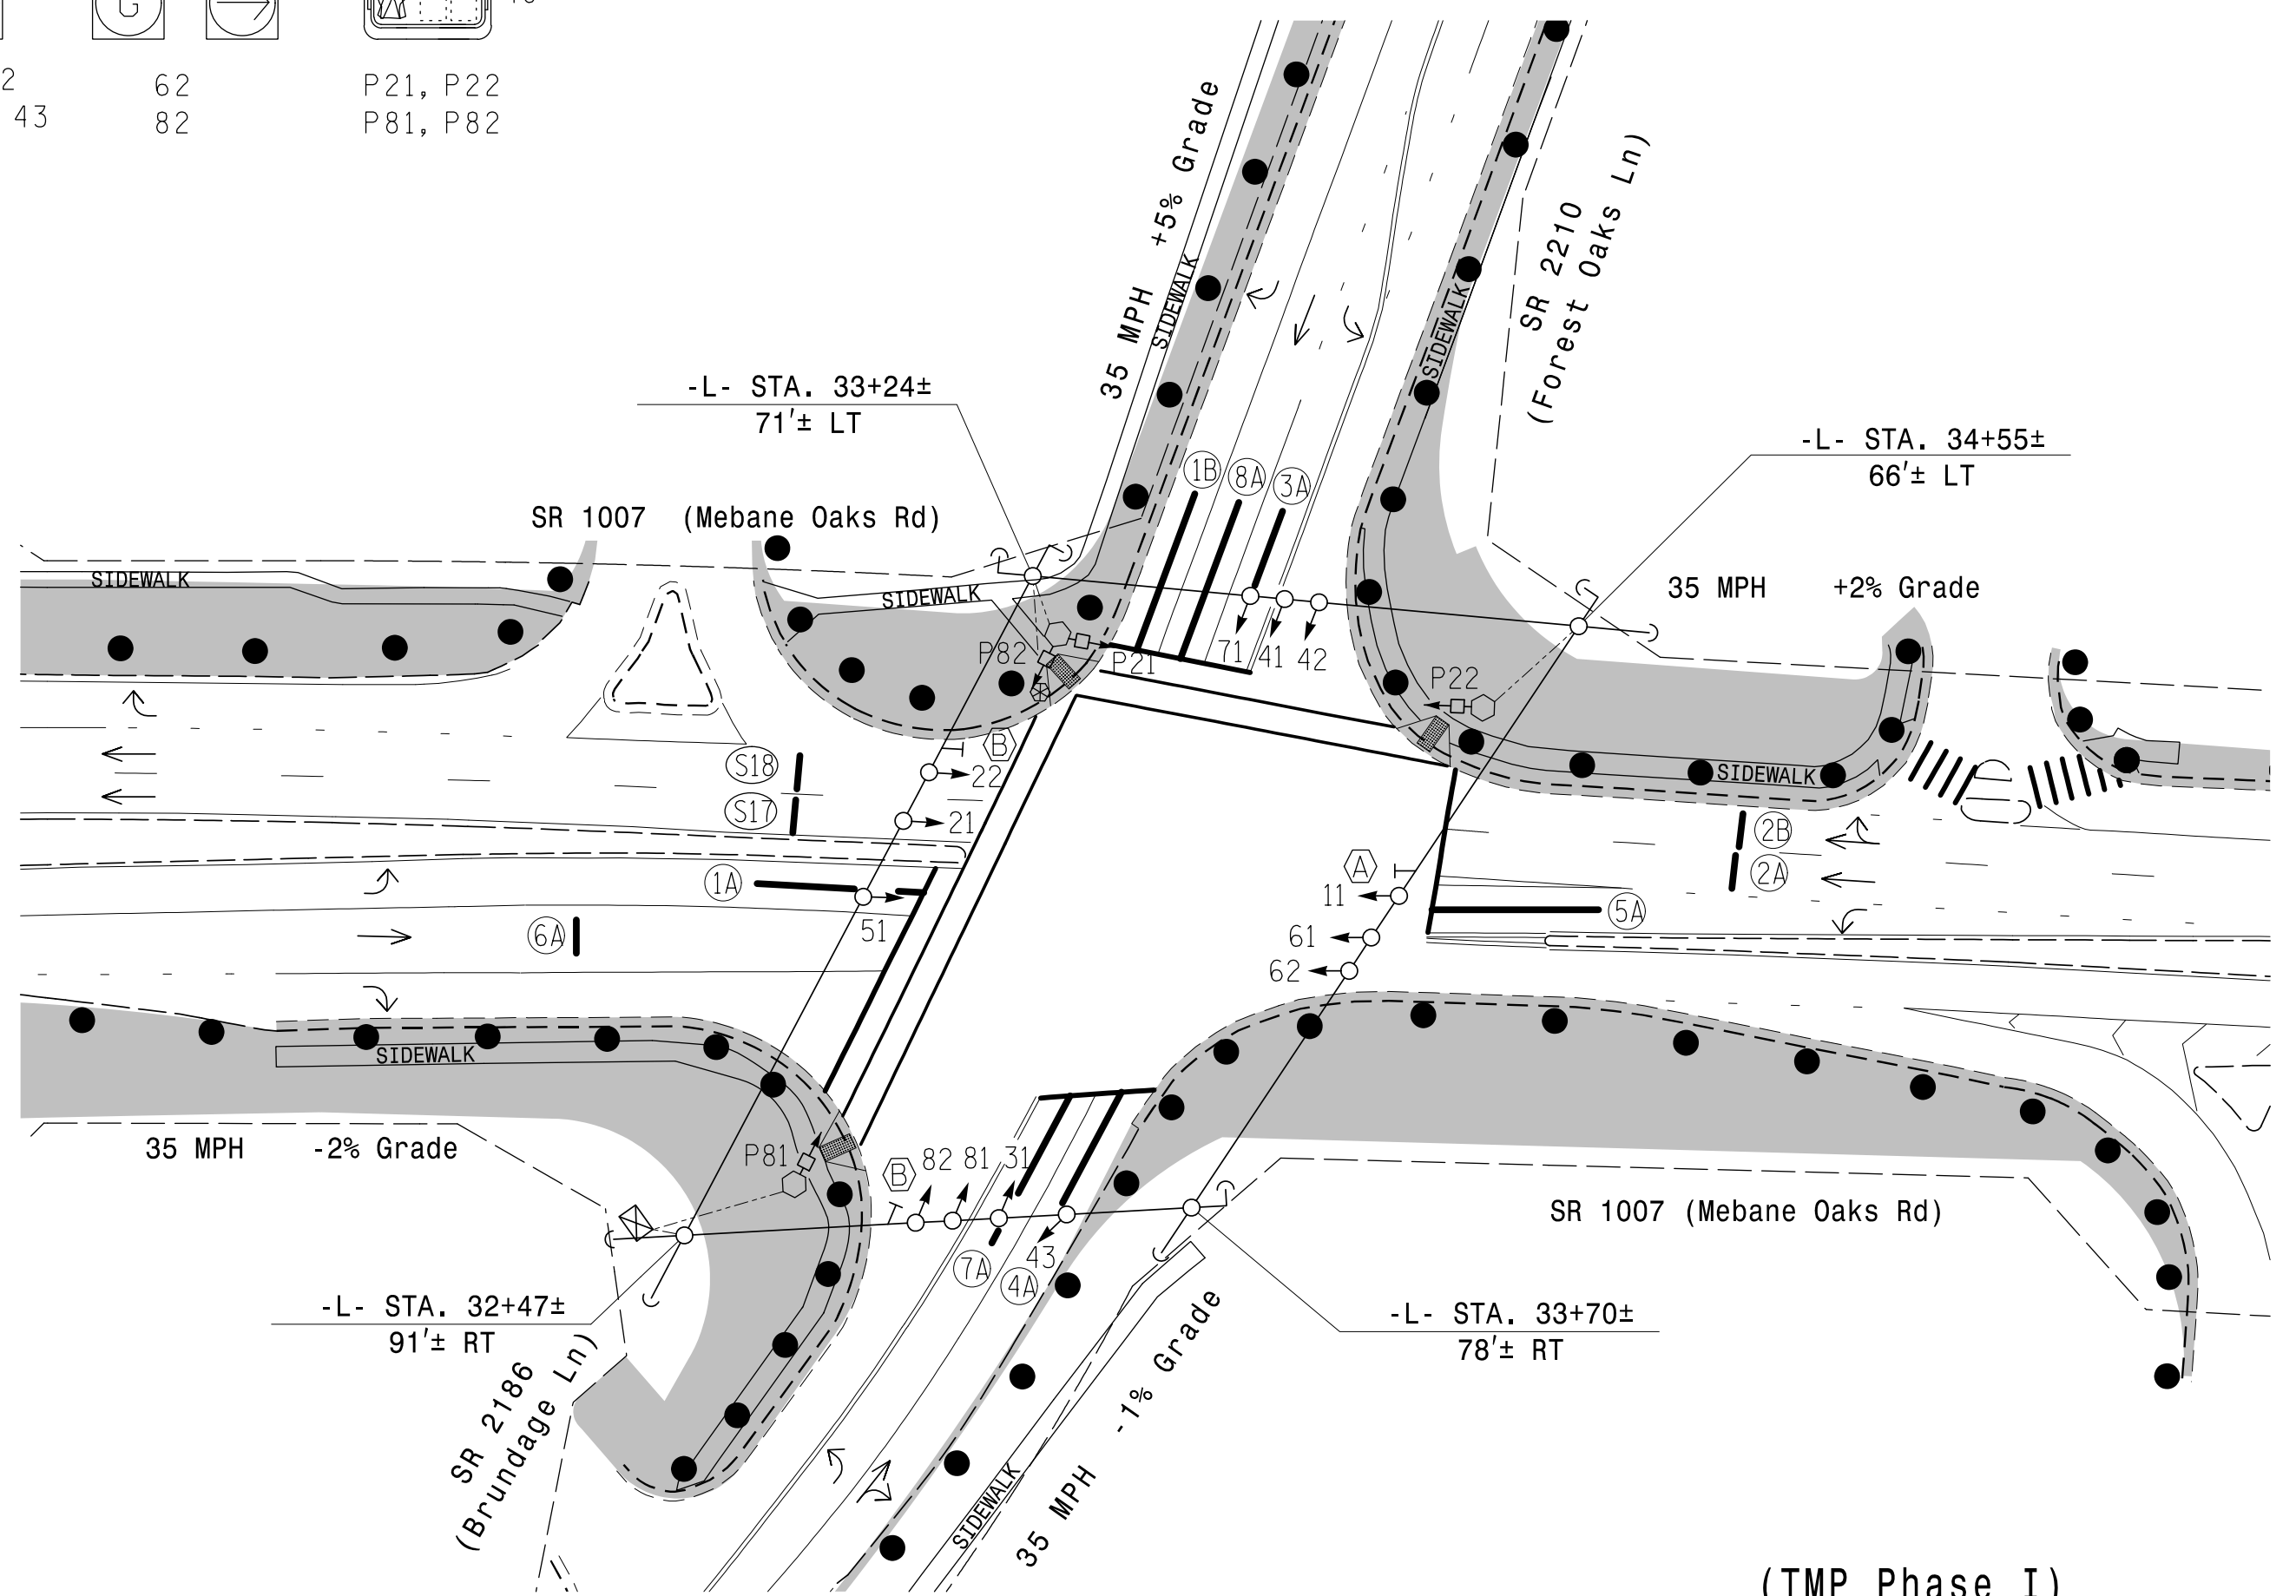 G
2
62
P21, P22
43
82
P81, P82
35 MPH +5% Grade
SIDEWALK
SR 2210
(Forest Oaks Ln)
SIDEWALK
-L- STA. 33+24±
71'± LT
-L- STA. 34+55±
66'± LT
1B
8A
3A
SR 1007 (Mebane Oaks Rd)
SIDEWALK
SIDEWALK
35 MPH +2% Grade
P82
P21
71
41
42
P22
S18
B
22
SIDEWALK
S17
21
2B
2A
1A
A
11
5A
51
6A
61
62
SIDEWALK
35 MPH -2% Grade
P81
B
82
81
31
SR 1007 (Mebane Oaks Rd)
7A
43
4A
-L- STA. 32+47±
91'± RT
-L- STA. 33+70±
78'± RT
SR 2186
(Brundage Ln)
35 MPH -1% Grade
SIDEWALK
(TMP Phase I)